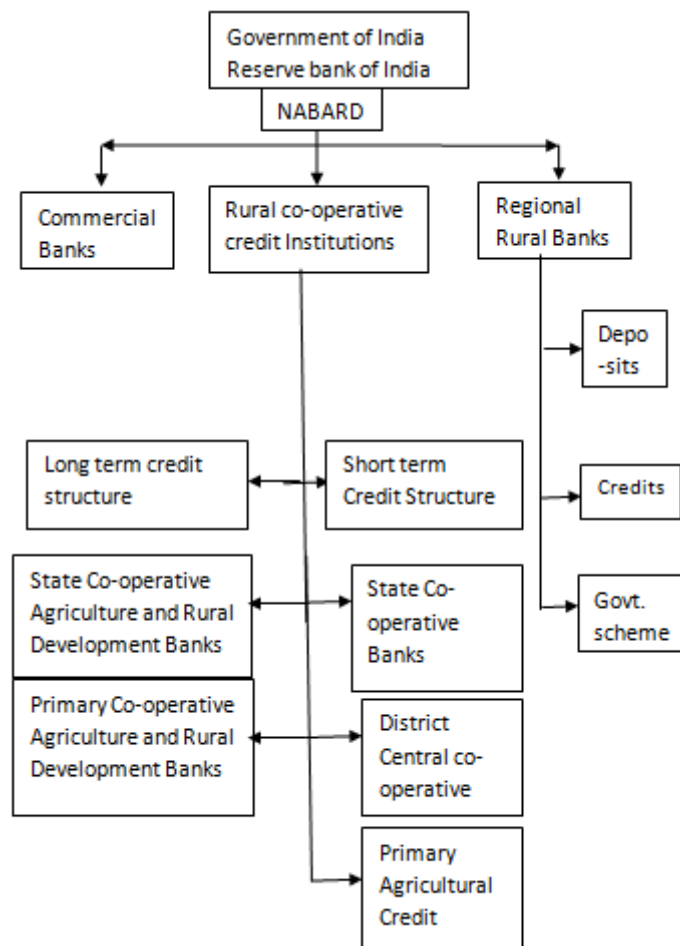 Government of India
Reserve bank of India
NABARD
Commercial
Banks
Rural co-operative
credit Institutions
Regional
Rural Banks
Depo
-sits
Long term credit
structure
Short term
Credit Structure
Credits
State Co-operative
Agriculture and Rural
Development Banks
State Co-
operative
Banks
Govt.
scheme
Primary Co-operative
Agriculture and Rural
Development Banks
District
Central co-
operative
Primary
Agricultural
Credit